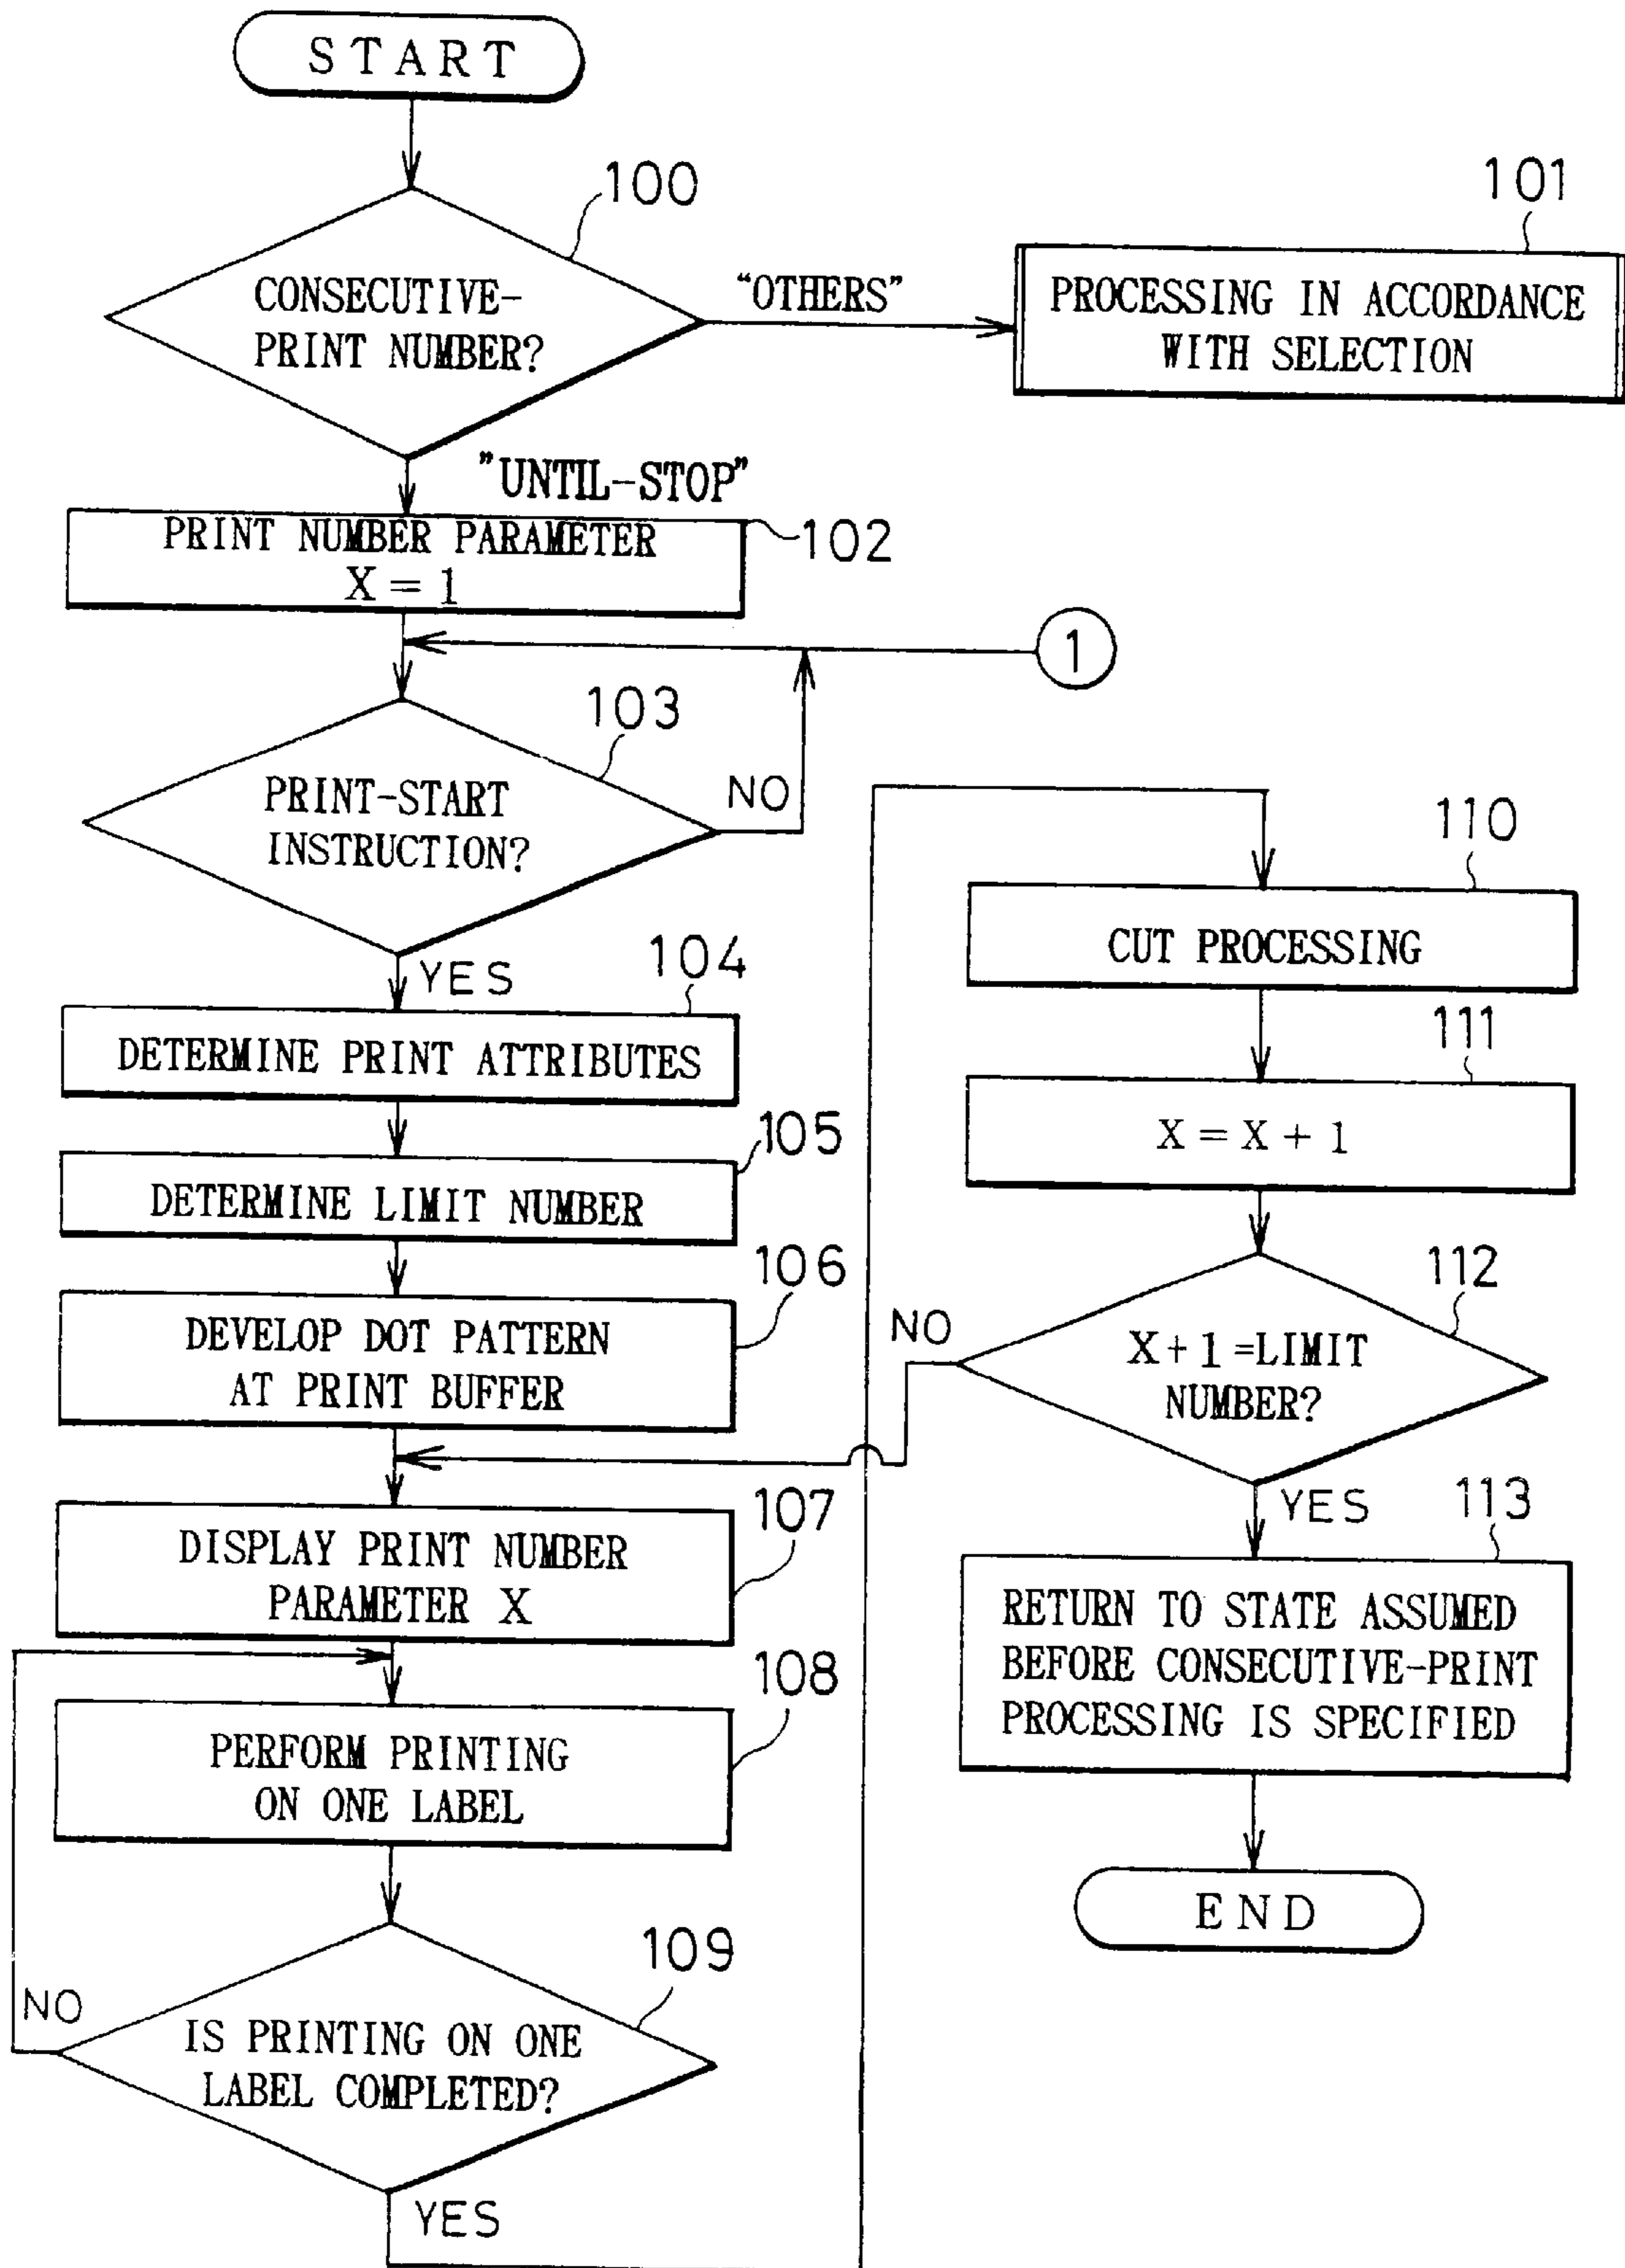 START
100
CONSECUTIVE-
PRINT NUMBER?
"OTHERS"
101
PROCESSING IN ACCORDANCE
WITH SELECTION
"UNTIL-STOP"
PRINT NUMBER PARAMETER
X = 1
102
1
103
PRINT-START
INSTRUCTION?
NO
YES
104
DETERMINE PRINT ATTRIBUTES
105
DETERMINE LIMIT NUMBER
106
DEVELOP DOT PATTERN
AT PRINT BUFFER
107
DISPLAY PRINT NUMBER
PARAMETER X
108
PERFORM PRINTING
ON ONE LABEL
109
NO
IS PRINTING ON ONE
LABEL COMPLETED?
YES
110
CUT PROCESSING
111
X = X + 1
112
NO
X + 1 =LIMIT
NUMBER?
YES
113
RETURN TO STATE ASSUMED
BEFORE CONSECUTIVE-PRINT
PROCESSING IS SPECIFIED
END